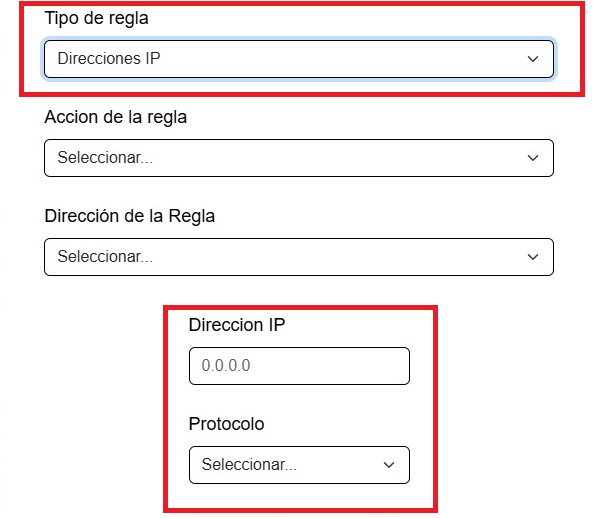 Tipo de regla
Direcciones IP
Accion de la regla
Seleccionar...
Dirección de la Regla
Seleccionar...
Direccion IP
0.0.0.0
Protocolo
Seleccionar...